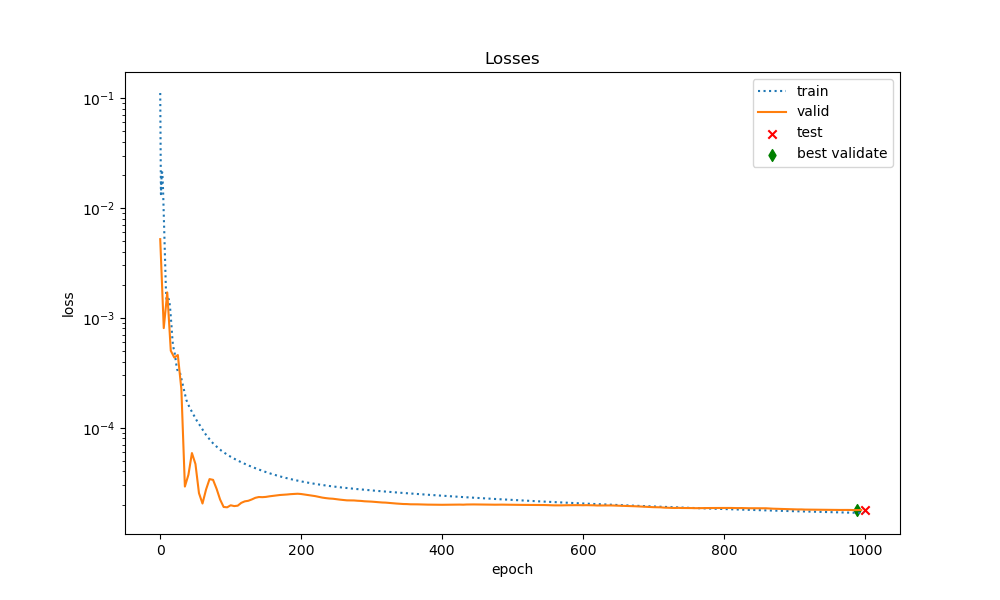 Losses
10⁻¹
10⁻²
10⁻³
10⁻⁴
loss
0 200 400 600 800 1000
epoch
train
valid
test
best validate